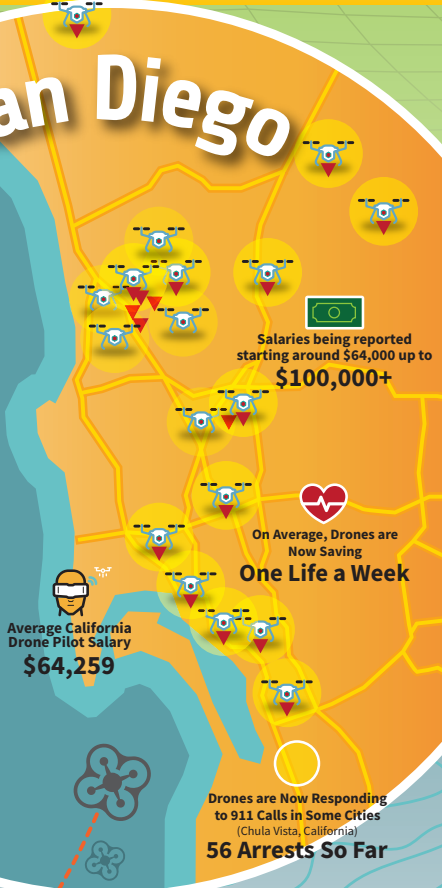 an Diego
Salaries being reported
starting around $64,000 up to
$100,000+
On Average, Drones are
Now Saving
One Life a Week
Average California
Drone Pilot Salary
$64,259
Drones are Now Responding
to 911 Calls in Some Cities
(Chula Vista, California)
56 Arrests So Far